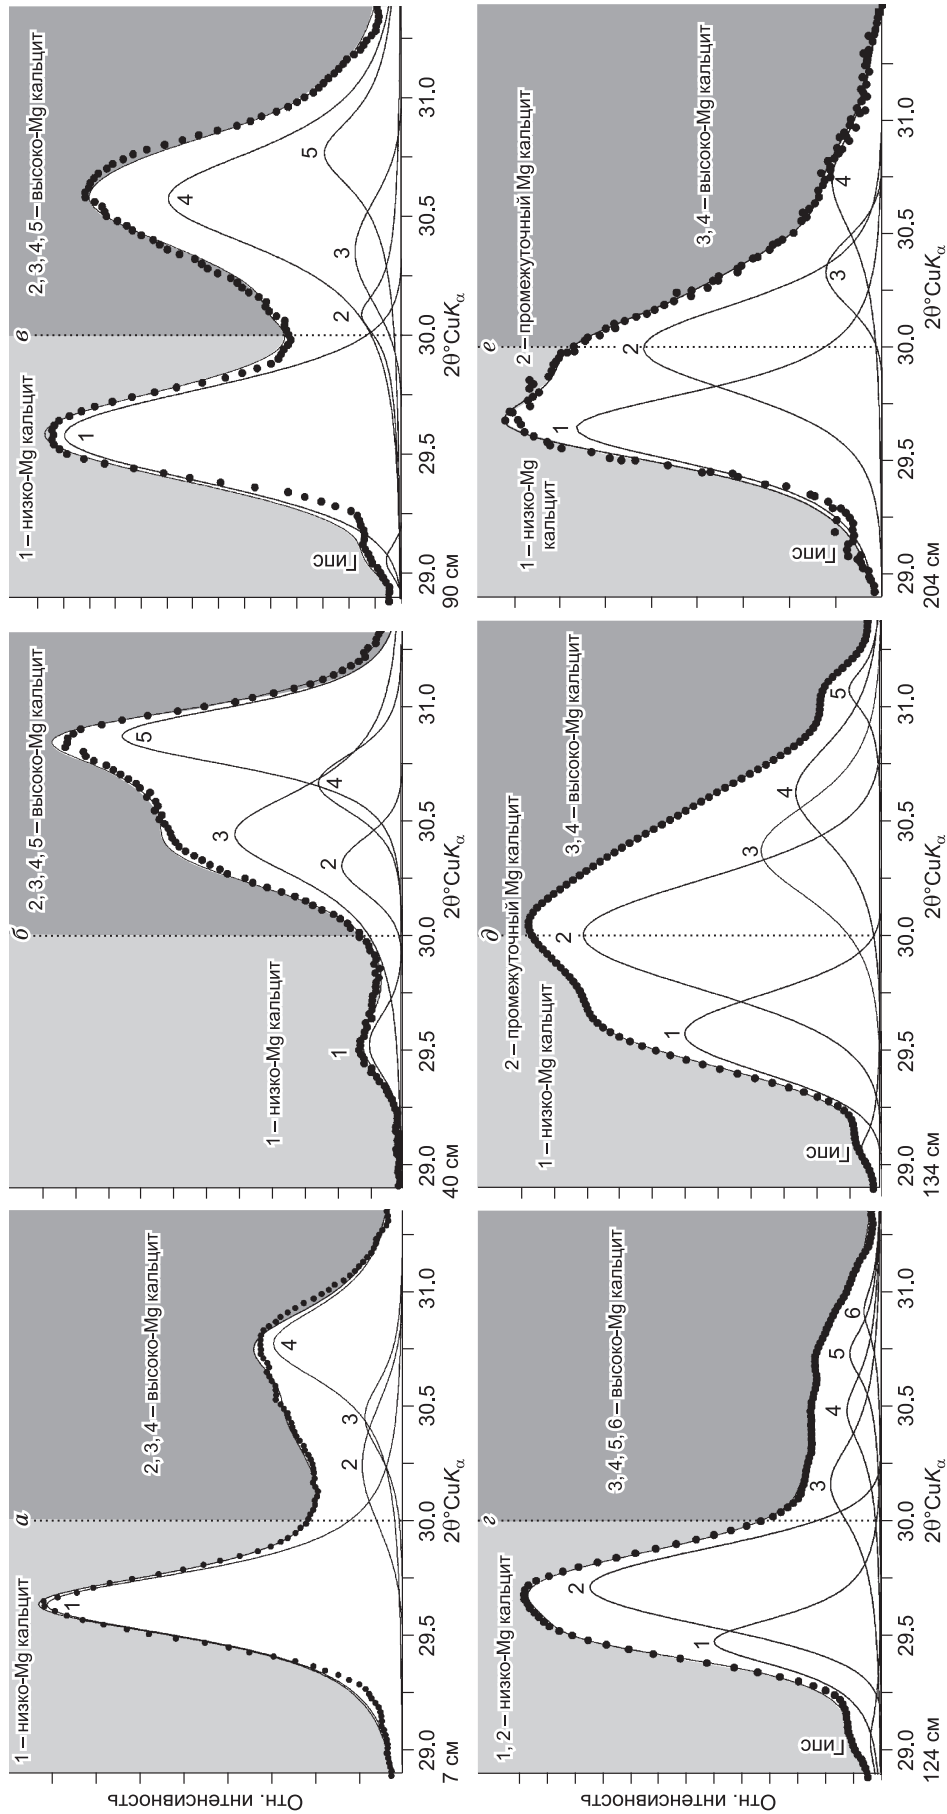 Отн. интенсивность
а
1 – низко-Mg кальцит
2, 3, 4 – высоко-Mg кальцит
1
2
3
4
29.0
29.5
30.0
30.5
31.0
7 см
2θ°CuKα
б
1 – низко-Mg кальцит
2, 3, 4, 5 – высоко-Mg кальцит
1
2
3
4
5
29.0
29.5
30.0
30.5
31.0
40 см
2θ°CuKα
в
1 – низко-Mg кальцит
2, 3, 4, 5 – высоко-Mg кальцит
Гипс
1
2
3
4
5
29.0
29.5
30.0
30.5
31.0
90 см
2θ°CuKα
Отн. интенсивность
г
1, 2 – низко-Mg кальцит
3, 4, 5, 6 – высоко-Mg кальцит
Гипс
1
2
3
4
5
6
29.0
29.5
30.0
30.5
31.0
124 см
2θ°CuKα
д
2 – промежуточный Mg кальцит
1 – низко-Mg кальцит
3, 4 – высоко-Mg кальцит
Гипс
1
2
3
4
5
29.0
29.5
30.0
30.5
31.0
134 см
2θ°CuKα
е
1 – низко-Mg
кальцит
2 – промежуточный Mg кальцит
3, 4 – высоко-Mg кальцит
Гипс
1
2
3
4
29.0
29.5
30.0
30.5
31.0
204 см
2θ°CuKα